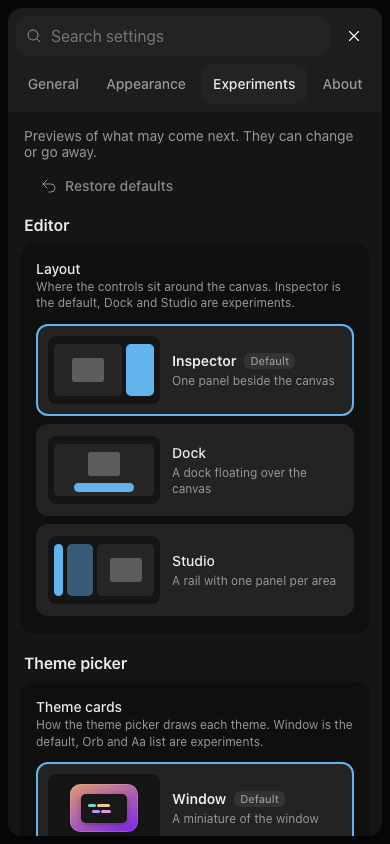 Search settings
General Appearance Experiments About
Previews of what may come next. They can change
or go away.
Restore defaults
Editor
Layout
Where the controls sit around the canvas. Inspector is
the default, Dock and Studio are experiments.
Inspector Default
One panel beside the canvas
Dock
A dock floating over the
canvas
Studio
A rail with one panel per area
Theme picker
Theme cards
How the theme picker draws each theme. Window is the
default, Orb and Aa list are experiments.
Window Default
A miniature of the window